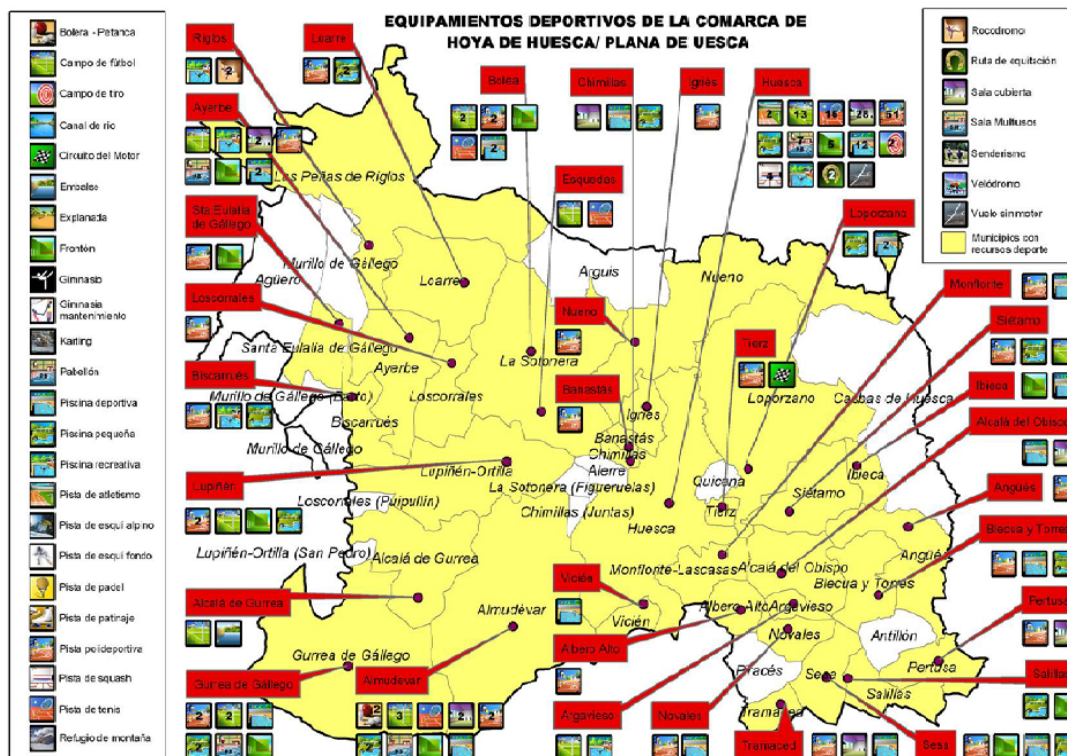 EQUIPAMIENTOS DEPORTIVOS DE LA COMARCA DE
HOYA DE HUESCA/ PLANA DE UESCA
Bolera - Petanca
Campo de fútbol
Campo de tiro
Canal de río
Circuito del Motor
Embalse
Explanada
Frontón
Gimnasio
Gimnasia
mantenimiento
Karting
Pabellón
Piscina deportiva
Piscina pequeña
Piscina recreativa
Pista de atletismo
Pista de esquí alpino
Pista de esquí fondo
Pista de padel
Pista de patinaje
Pista polideportiva
Pista de squash
Pista de tenis
Refugio de montaña
Rocodromo
Ruta de equitación
Sala cubierta
Sala Multiusos
Senderismo
Velódromo
Vuelo sin motor
Municipios con
recursos deporte
Riglos
Loarre
Bolea
Chimillas
Igriés
Huesca
Ayerbe
Esquedas
Sta.Eulalia
de Gállego
Loporzano
Loscorrales
Nueno
Tierz
Monflorite
Siétamo
Biscarrués
Banastás
Ibieca
Alcalá del Obispo
Lupiñén
Angüés
Blecua y Torres
Alcalá de Gurrea
Vicién
Pertusa
Albero Alto
Gurrea de Gállego
Almudévar
Argavieso
Novales
Tramaced
Sesa
Salillas
Las Peñas de Riglos
Murillo de Gállego
Agüero
Loarre
Arguis
Nueno
Santa Eulalia de Gállego
Ayerbe
La Sotonera
Loscorrales
Murillo de Gállego (Barto)
Biscarrués
Igriés
Loporzano
Casbas de Huesca
Murillo de Gállego
Banastás
Chimillas
Alerre
Lupiñén-Ortilla
La Sotonera (Figueruelas)
Quicena
Ibieca
Siétamo
Loscorrales (Puipullín)
Chimillas (Juntas)
Huesca
Tierz
Lupiñén-Ortilla (San Pedro)
Alcalá de Gurrea
Monflorite-Lascasas
Alcalá del Obispo
Angüés
Blecua y Torres
Almudévar
Vicién
Albero Alto
Argavieso
Novales
Antillón
Gurrea de Gállego
Piracés
Sesa
Pertusa
Salillas
Tramaced